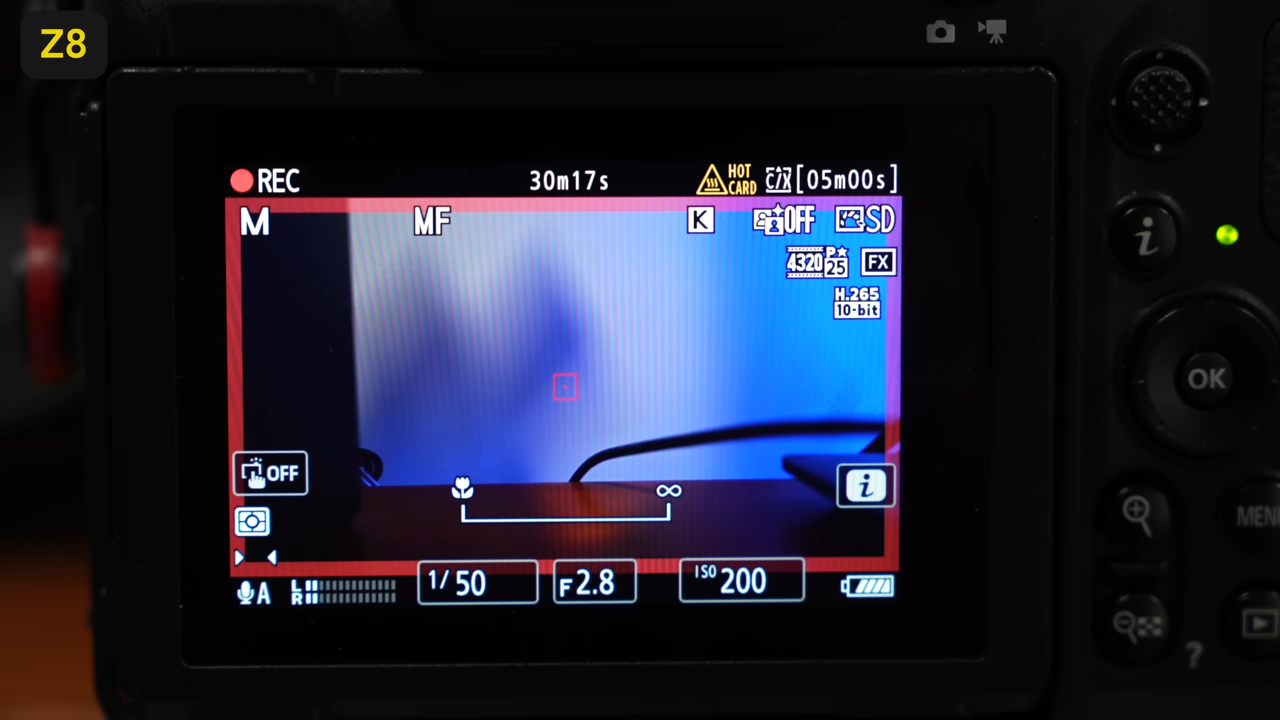 Z8
REC 30m17s HOT CARD C/X [05m00s]
M MF K OFF SD
4320 P★ 25 FX
H.265
10-bit
OFF
i
∞
A L R 1/50 F2.8 ISO 200
i
OK
MENU
?